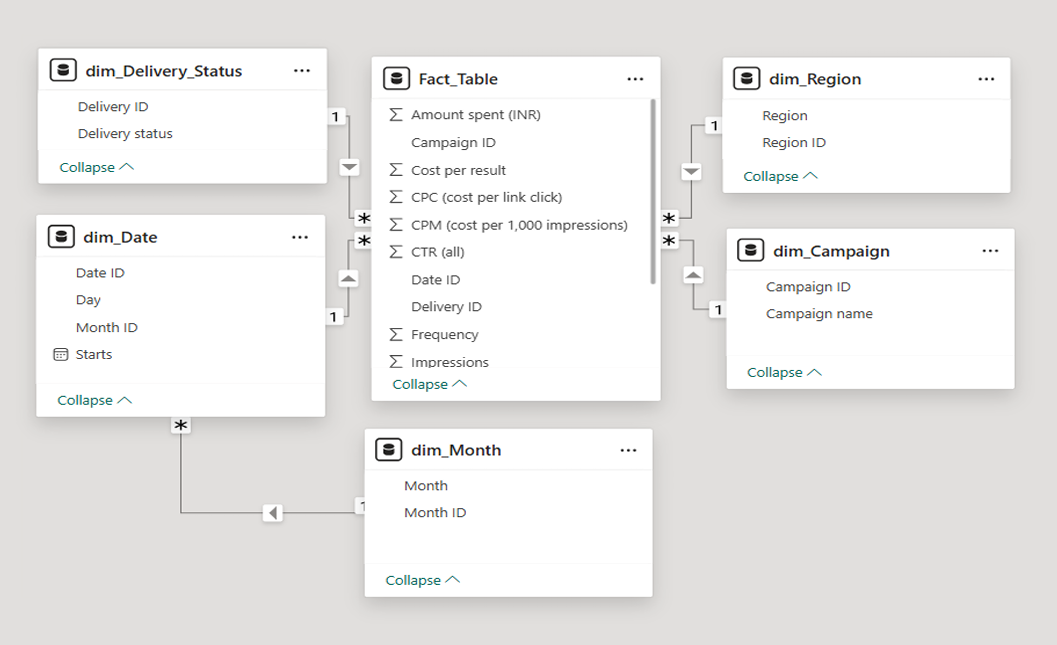 dim_Delivery_Status
Delivery ID
Delivery status
Collapse
1
*
dim_Date
Date ID
Day
Month ID
Starts
Collapse
1
*
*
Fact_Table
Amount spent (INR)
Campaign ID
Cost per result
CPC (cost per link click)
CPM (cost per 1,000 impressions)
CTR (all)
Date ID
Delivery ID
Frequency
Impressions
Collapse
dim_Region
Region
Region ID
Collapse
1
*
dim_Campaign
Campaign ID
Campaign name
Collapse
1
*
dim_Month
Month
Month ID
Collapse
1